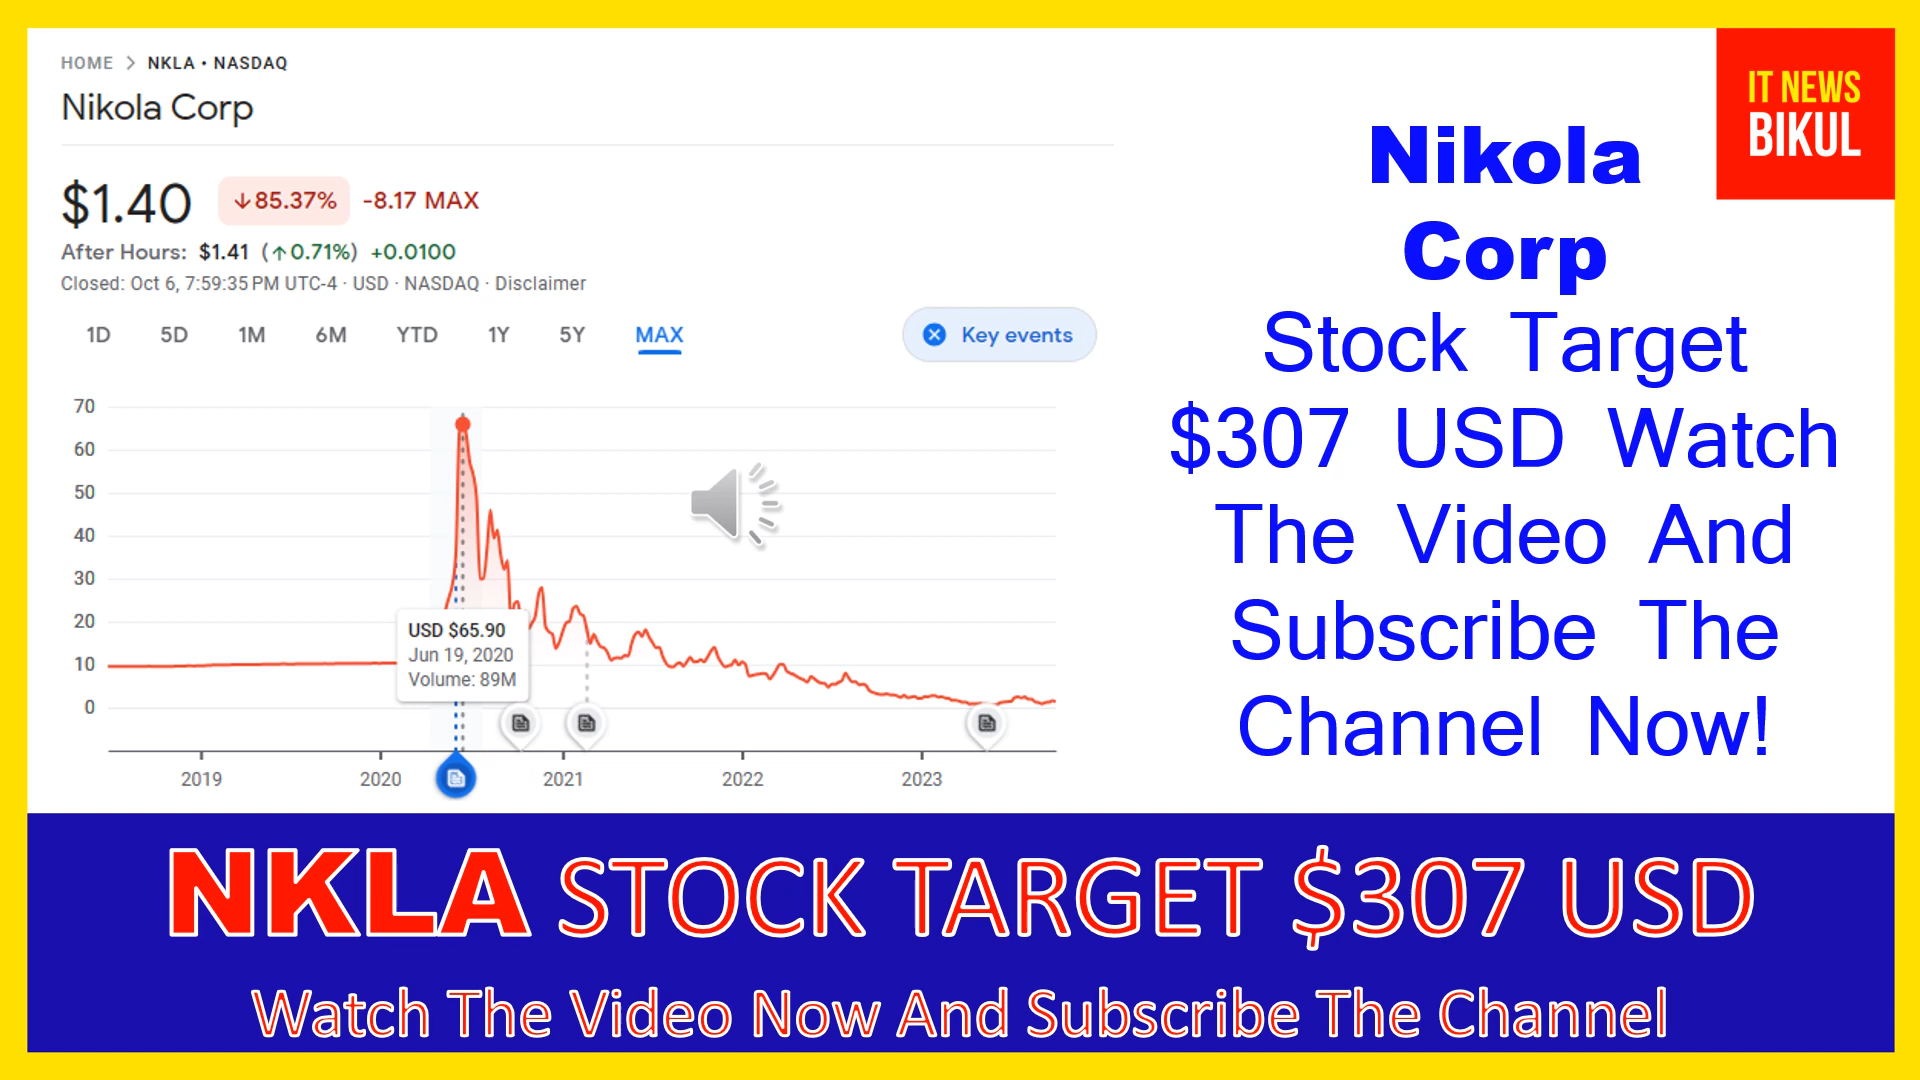 HOME > NKLA • NASDAQ
Nikola Corp
$1.40 ↓85.37% -8.17 MAX
After Hours: $1.41 (↑0.71%) +0.0100
Closed: Oct 6, 7:59:35 PM UTC-4 · USD · NASDAQ · Disclaimer
1D 5D 1M 6M YTD 1Y 5Y MAX Key events
70
60
50
40
30
20
10
0
USD $65.90
Jun 19, 2020
Volume: 89M
2019 2020 2021 2022 2023
IT NEWS
BIKUL
Nikola
Corp
Stock Target
$307 USD Watch
The Video And
Subscribe The
Channel Now!
NKLA STOCK TARGET $307 USD
Watch The Video Now And Subscribe The Channel